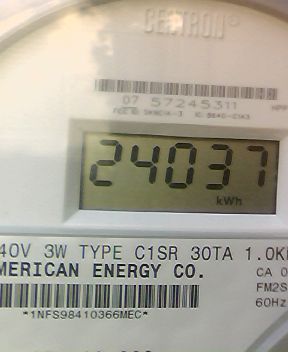 CENTRON®
07 57245311
24037
kWh
40V 3W TYPE C1SR 30TA 1.0K
MERICAN ENERGY CO.
CA 0
FM2S
60Hz
*1NFS98410366MEC*